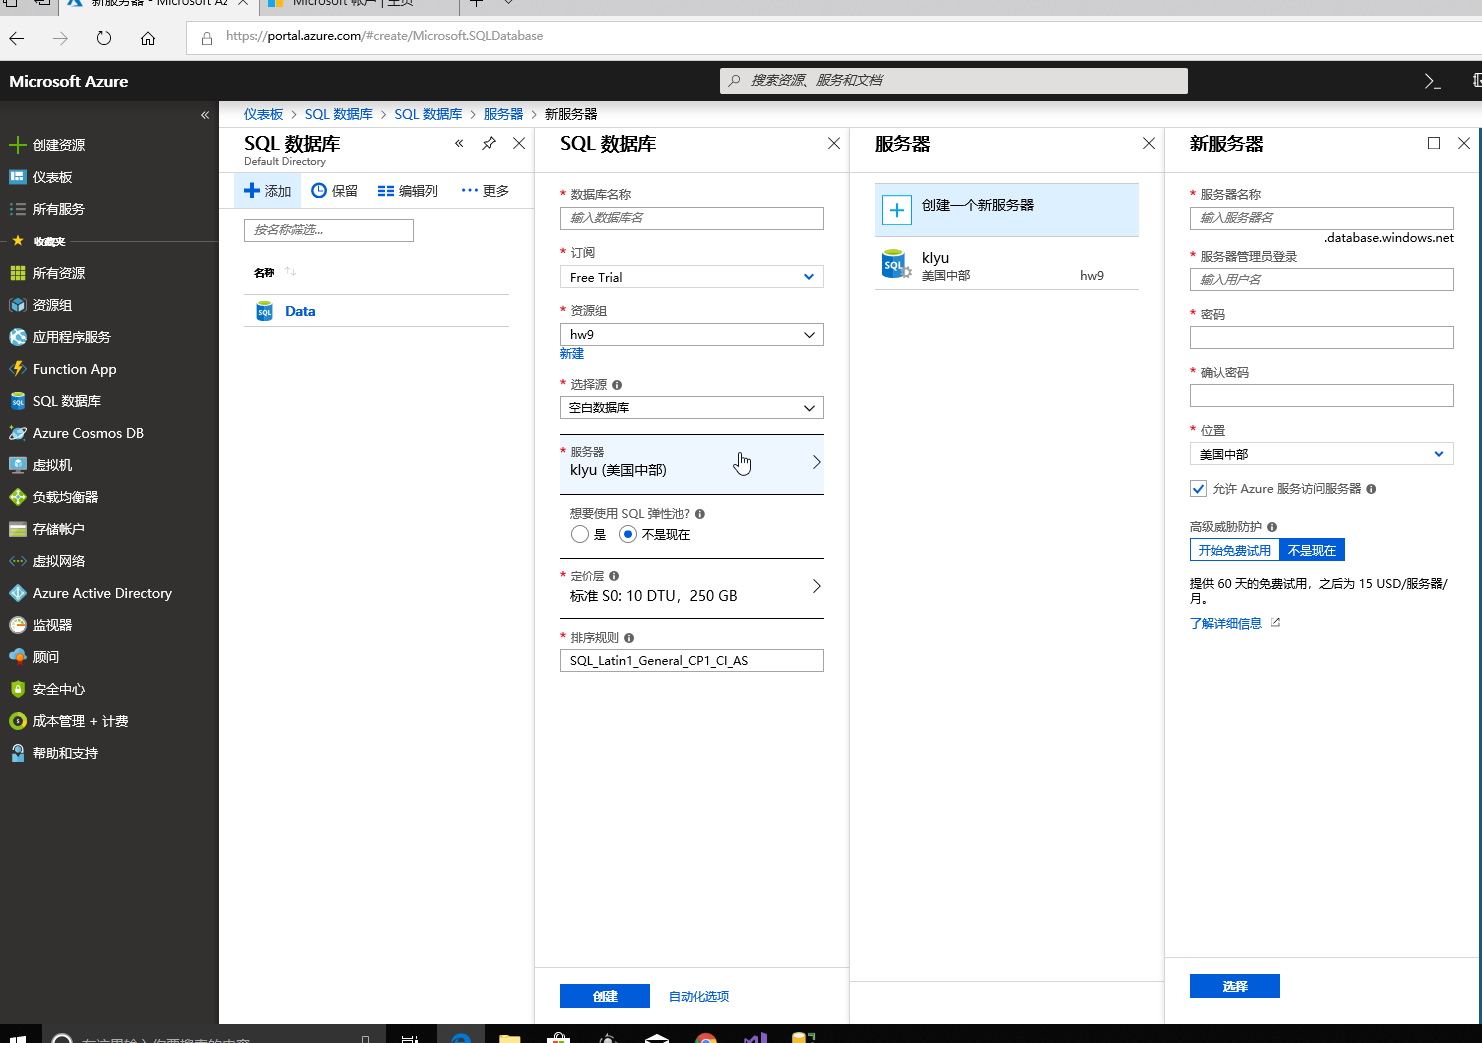 新服务器 - Microsoft Az
Microsoft 帐户 | 主页
https://portal.azure.com/#create/Microsoft.SQLDatabase
Microsoft Azure
搜索资源、服务和文档
创建资源
仪表板
所有服务
收藏夹
所有资源
资源组
应用程序服务
Function App
SQL 数据库
Azure Cosmos DB
虚拟机
负载均衡器
存储帐户
虚拟网络
Azure Active Directory
监视器
顾问
安全中心
成本管理 + 计费
帮助和支持
仪表板 > SQL 数据库 > SQL 数据库 > 服务器 > 新服务器
SQL 数据库
Default Directory
添加 保留 编辑列 更多
按名称筛选...
名称
Data
SQL 数据库
* 数据库名称
输入数据库名
* 订阅
Free Trial
* 资源组
hw9
新建
* 选择源
空白数据库
* 服务器
klyu (美国中部)
想要使用 SQL 弹性池?
是 不是现在
* 定价层
标准 S0: 10 DTU，250 GB
* 排序规则
SQL_Latin1_General_CP1_CI_AS
创建 自动化选项
服务器
创建一个新服务器
klyu
美国中部 hw9
新服务器
* 服务器名称
输入服务器名
.database.windows.net
* 服务器管理员登录
输入用户名
* 密码
* 确认密码
* 位置
美国中部
允许 Azure 服务访问服务器
高级威胁防护
开始免费试用 不是现在
提供 60 天的免费试用，之后为 15 USD/服务器/
月。
了解详细信息
选择
在这里输入你要搜索的内容